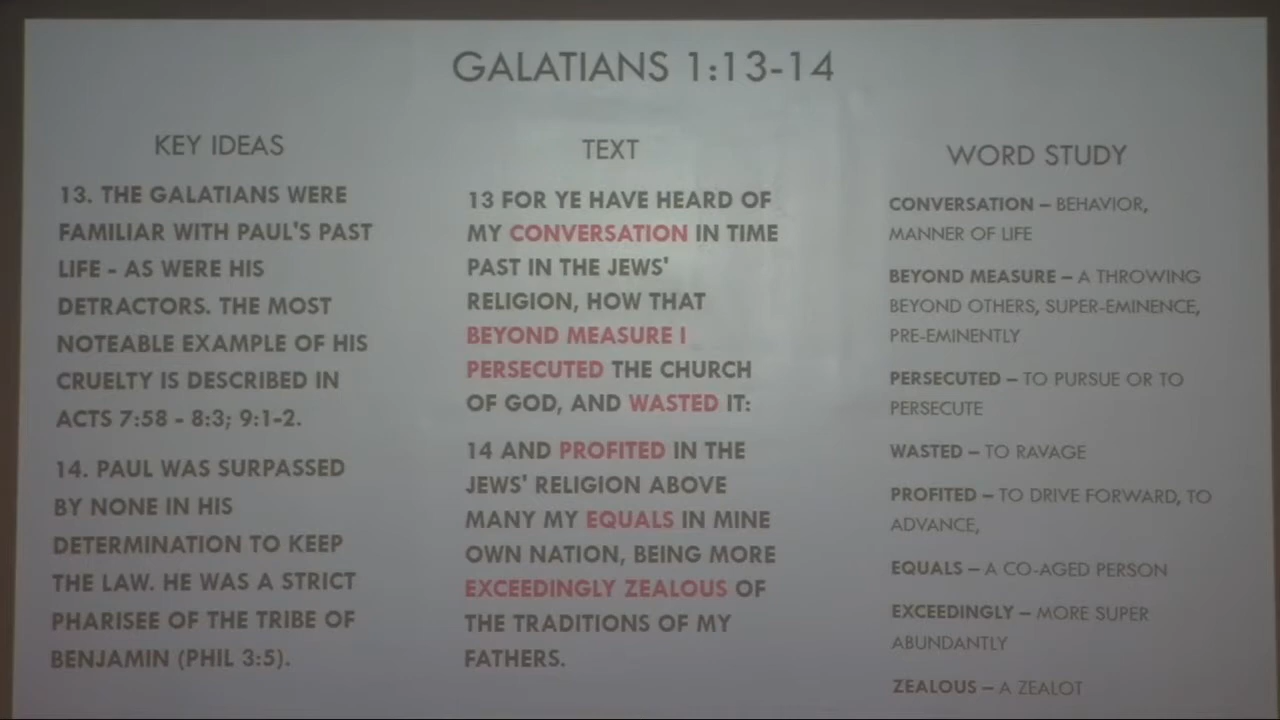 GALATIANS 1:13-14
KEY IDEAS
13. THE GALATIANS WERE
FAMILIAR WITH PAUL'S PAST
LIFE - AS WERE HIS
DETRACTORS. THE MOST
NOTEABLE EXAMPLE OF HIS
CRUELTY IS DESCRIBED IN
ACTS 7:58 - 8:3; 9:1-2.
14. PAUL WAS SURPASSED
BY NONE IN HIS
DETERMINATION TO KEEP
THE LAW. HE WAS A STRICT
PHARISEE OF THE TRIBE OF
BENJAMIN (PHIL 3:5).
TEXT
13 FOR YE HAVE HEARD OF
MY CONVERSATION IN TIME
PAST IN THE JEWS'
RELIGION, HOW THAT
BEYOND MEASURE I
PERSECUTED THE CHURCH
OF GOD, AND WASTED IT:
14 AND PROFITED IN THE
JEWS' RELIGION ABOVE
MANY MY EQUALS IN MINE
OWN NATION, BEING MORE
EXCEEDINGLY ZEALOUS OF
THE TRADITIONS OF MY
FATHERS.
WORD STUDY
CONVERSATION – BEHAVIOR,
MANNER OF LIFE
BEYOND MEASURE – A THROWING
BEYOND OTHERS, SUPER-EMINENCE,
PRE-EMINENTLY
PERSECUTED – TO PURSUE OR TO
PERSECUTE
WASTED – TO RAVAGE
PROFITED – TO DRIVE FORWARD, TO
ADVANCE,
EQUALS – A CO-AGED PERSON
EXCEEDINGLY – MORE SUPER
ABUNDANTLY
ZEALOUS – A ZEALOT